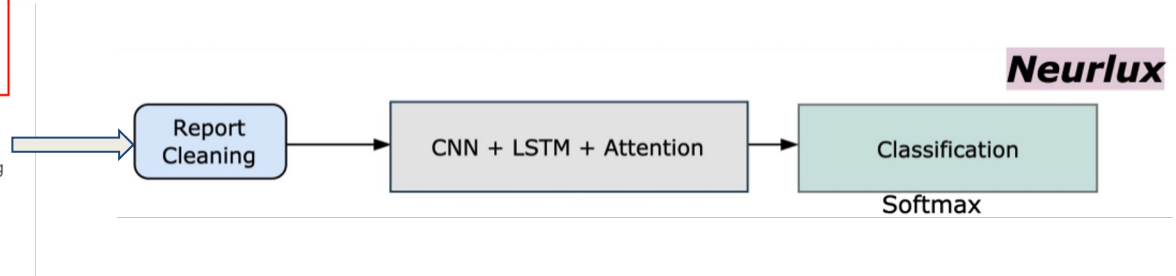 Neurlux
Report
Cleaning
CNN + LSTM + Attention
Classification
Softmax
g